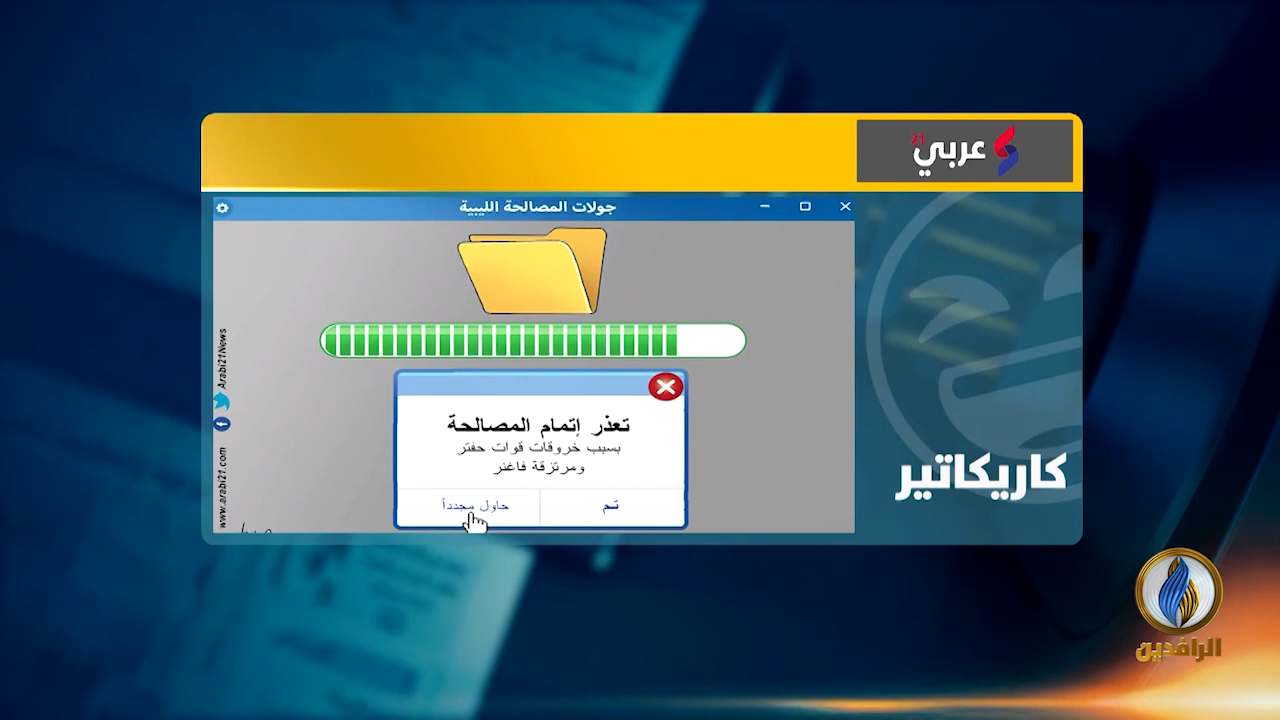 عربي 21
جولات المصالحة الليبية
تعذر إتمام المصالحة
بسبب خروقات قوات حفتر
ومرتزقة فاغنر
تم
حاول مجدداً
Arabi21News
www.arabi21.com
كاريكاتير
الرافدين